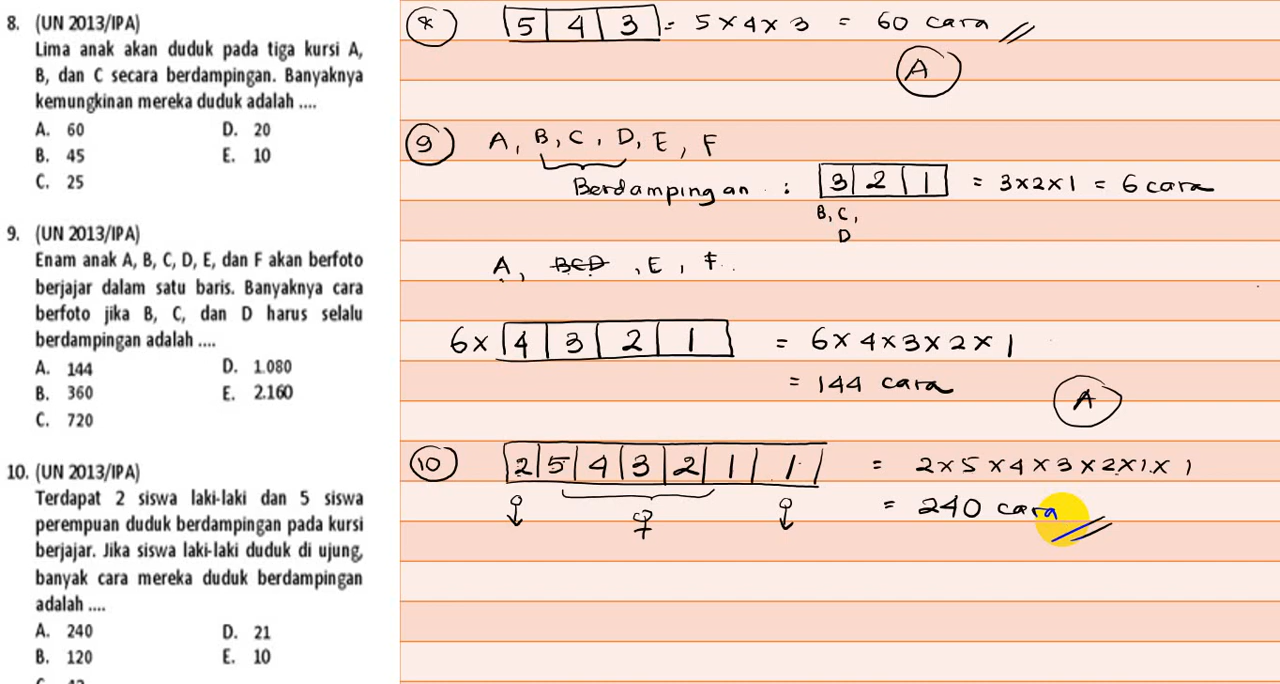 8. (UN 2013/IPA)
Lima anak akan duduk pada tiga kursi A,
B, dan C secara berdampingan. Banyaknya
kemungkinan mereka duduk adalah ....
A. 60 D. 20
B. 45 E. 10
C. 25
9. (UN 2013/IPA)
Enam anak A, B, C, D, E, dan F akan berfoto
berjajar dalam satu baris. Banyaknya cara
berfoto jika B, C, dan D harus selalu
berdampingan adalah ....
A. 144 D. 1.080
B. 360 E. 2.160
C. 720
10. (UN 2013/IPA)
Terdapat 2 siswa laki-laki dan 5 siswa
perempuan duduk berdampingan pada kursi
berjajar. Jika siswa laki-laki duduk di ujung,
banyak cara mereka duduk berdampingan
adalah ....
A. 240 D. 21
B. 120 E. 10
8 5 4 3 = 5 x 4 x 3 = 60 cara
A
9 A, B, C, D, E, F
Berdampingan : 3 2 1 = 3x2x1 = 6 cara
B, C,
D
A, BCD, E, F.
6x 4 3 2 1 = 6 x 4 x 3 x 2 x 1
= 144 cara
A
10 2 5 4 3 2 1 1 = 2 x 5 x 4 x 3 x 2 x 1 x 1
= 240 cara